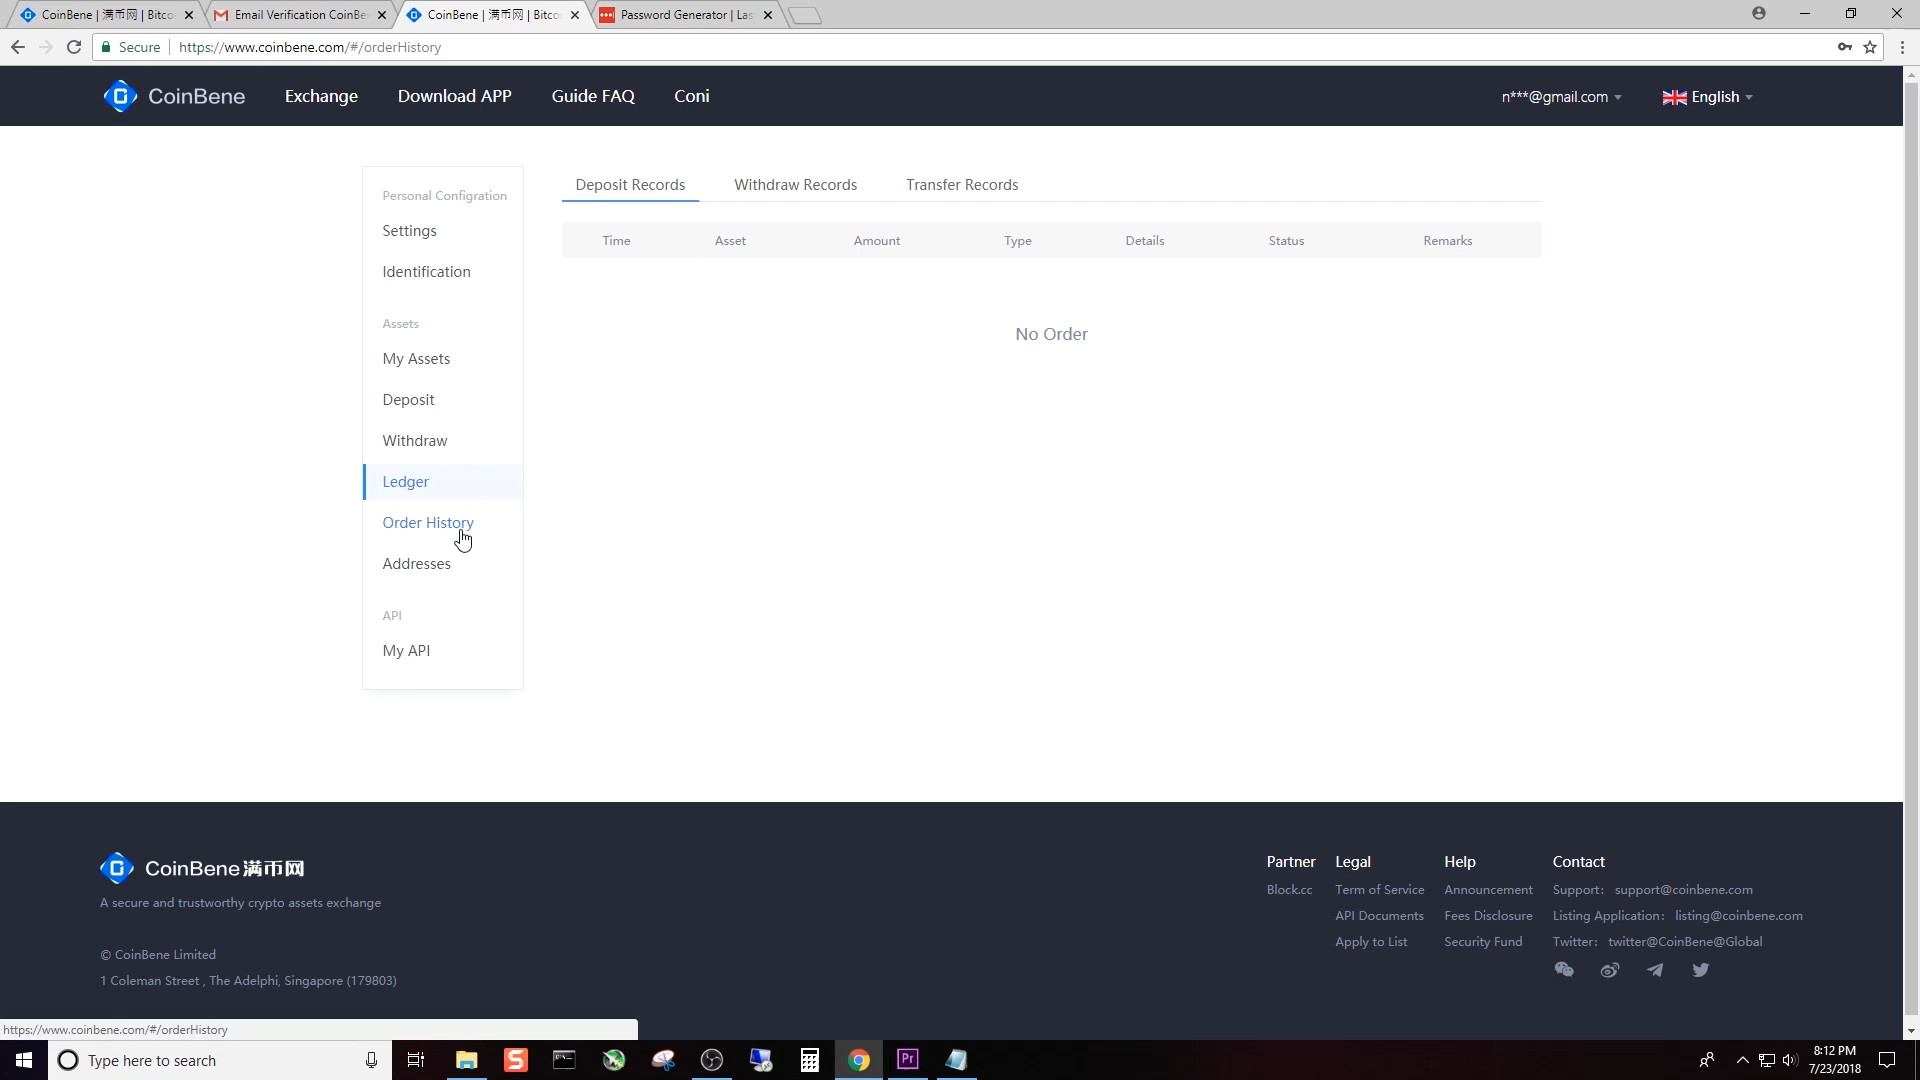 CoinBene | 满币网 | Bitco
Email Verification CoinBe
CoinBene | 满币网 | Bitco
Password Generator | Las
Secure
https://www.coinbene.com/#/orderHistory
CoinBene
Exchange
Download APP
Guide FAQ
Coni
n***@gmail.com
English
Personal Configration
Settings
Identification
Assets
My Assets
Deposit
Withdraw
Ledger
Order History
Addresses
API
My API
Deposit Records
Withdraw Records
Transfer Records
Time
Asset
Amount
Type
Details
Status
Remarks
No Order
CoinBene满币网
A secure and trustworthy crypto assets exchange
© CoinBene Limited
1 Coleman Street , The Adelphi, Singapore (179803)
Partner
Block.cc
Legal
Term of Service
API Documents
Apply to List
Help
Announcement
Fees Disclosure
Security Fund
Contact
Support: support@coinbene.com
Listing Application: listing@coinbene.com
Twitter: twitter@CoinBene@Global
https://www.coinbene.com/#/orderHistory
Type here to search
S
Pr
8:12 PM
7/23/2018